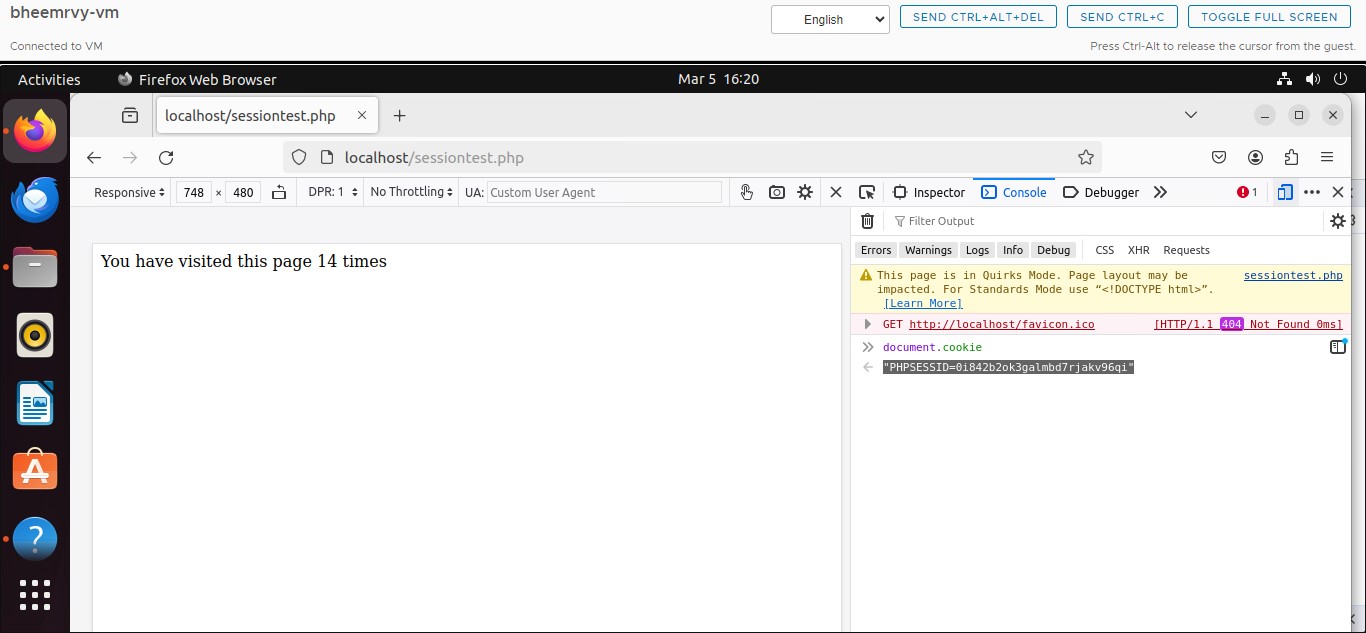 bheemrvy-vm
English
SEND CTRL+ALT+DEL
SEND CTRL+C
TOGGLE FULL SCREEN
Connected to VM
Press Ctrl-Alt to release the cursor from the guest.
Activities
Firefox Web Browser
Mar 5 16:20
localhost/sessiontest.php
localhost/sessiontest.php
Responsive
748 × 480
DPR: 1
No Throttling
UA: Custom User Agent
Inspector
Console
Debugger
1
Filter Output
3
Errors
Warnings
Logs
Info
Debug
CSS
XHR
Requests
You have visited this page 14 times
This page is in Quirks Mode. Page layout may be sessiontest.php
impacted. For Standards Mode use “<!DOCTYPE html>”.
[Learn More]
GET http://localhost/favicon.ico [HTTP/1.1 404 Not Found 0ms]
document.cookie
"PHPSESSID=0i842b2ok3galmbd7rjakv96qi"